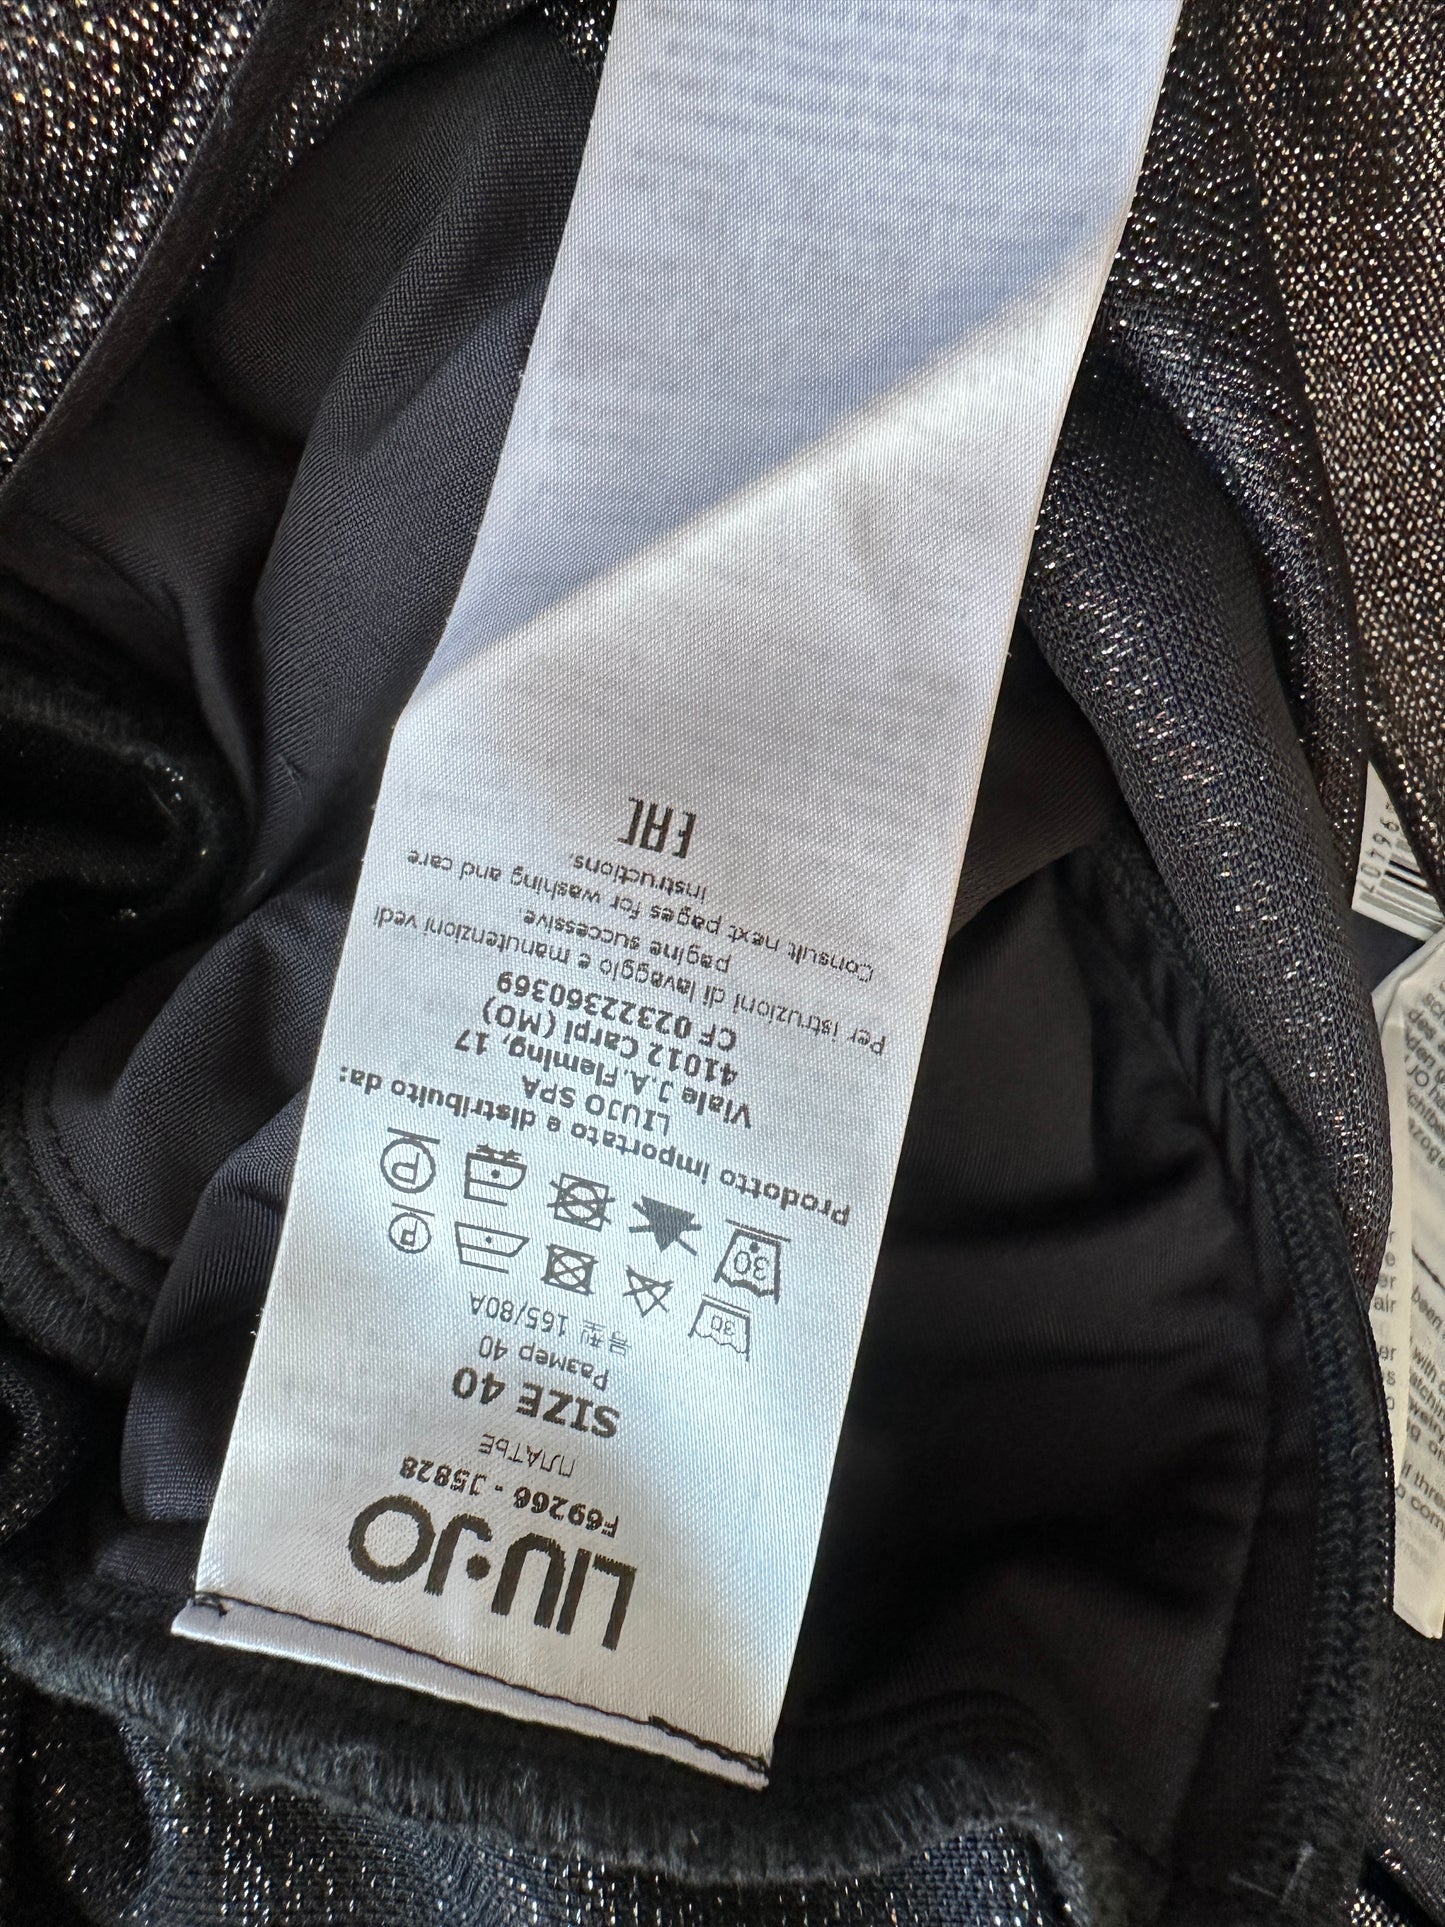 LIU·JO
F69266 - J5828
ПЛАТЬЕ
SIZE 40
Размер 40
号型 165/80A
30
P
30
P
Prodotto importato e distribuito da:
LIUJO SPA
Viale J.A.Fleming, 17
41012 Carpi (MO)
CF 02322360369
Per istruzioni di lavaggio e manutenzioni vedi
pagine successive.
Consult next pages for washing and care
instructions.
EAC